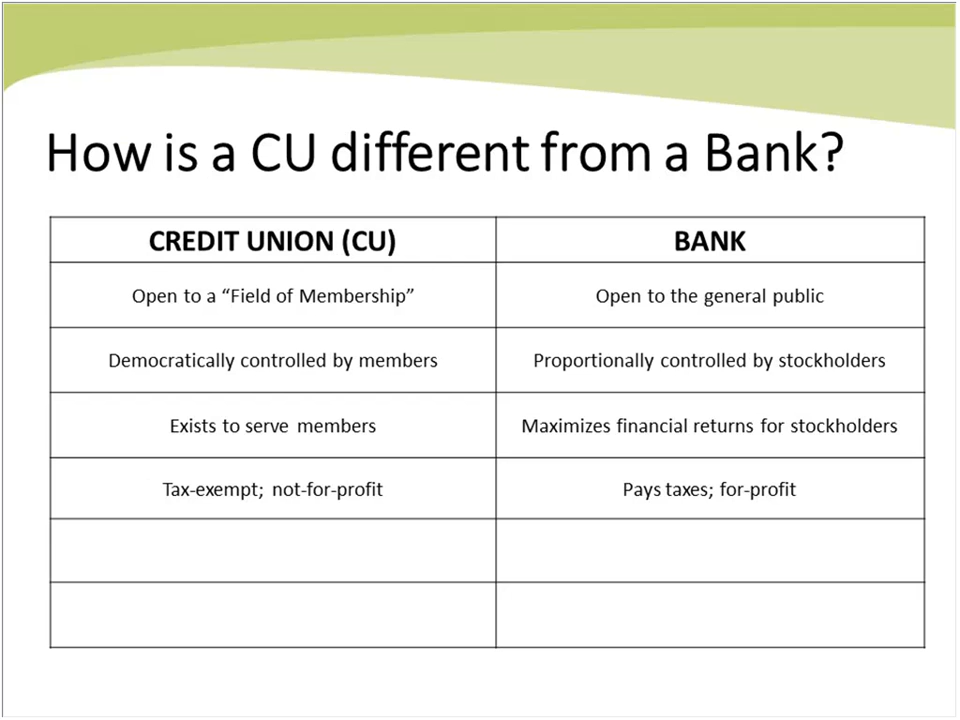 How is a CU different from a Bank?
CREDIT UNION (CU) BANK
Open to a “Field of Membership” Open to the general public
Democratically controlled by members Proportionally controlled by stockholders
Exists to serve members Maximizes financial returns for stockholders
Tax-exempt; not-for-profit Pays taxes; for-profit